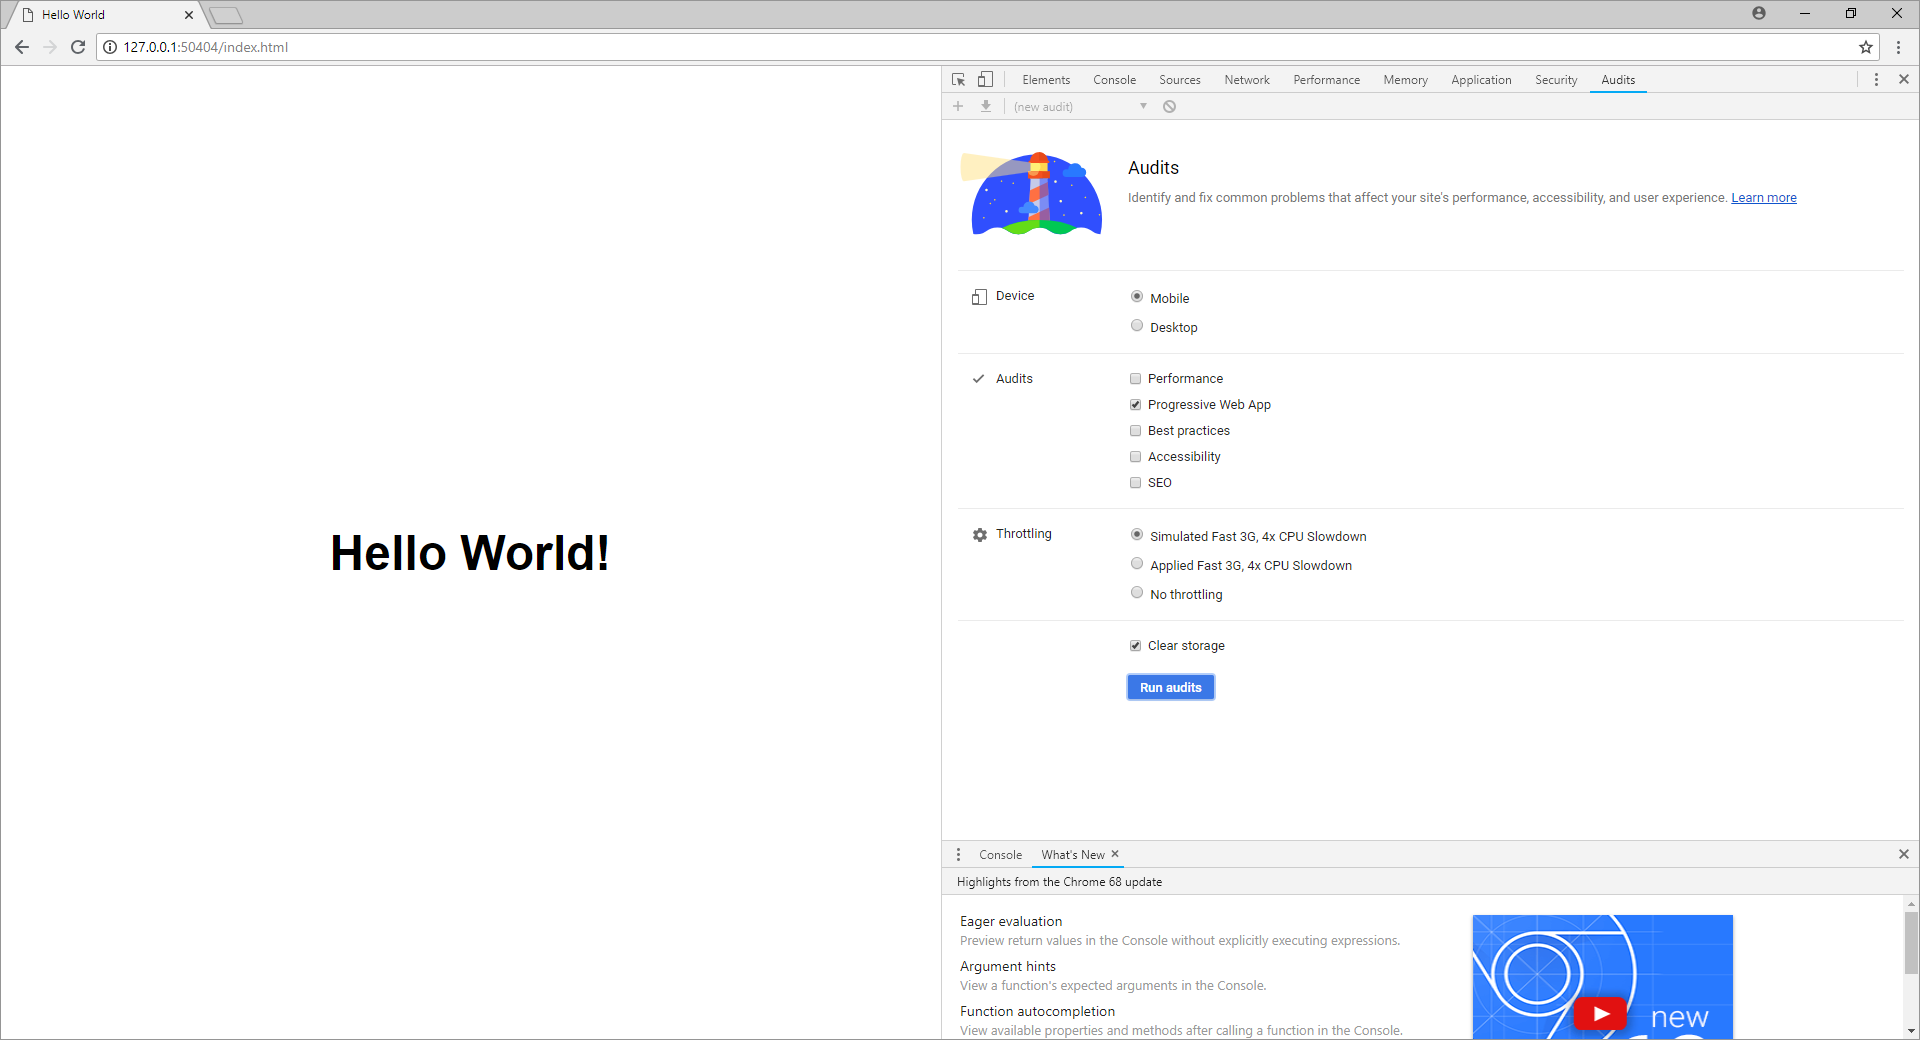 Hello World
127.0.0.1:50404/index.html
Hello World!
Elements Console Sources Network Performance Memory Application Security Audits
(new audit)
Audits
Identify and fix common problems that affect your site's performance, accessibility, and user experience. Learn more
Device
Mobile
Desktop
Audits
Performance
Progressive Web App
Best practices
Accessibility
SEO
Throttling
Simulated Fast 3G, 4x CPU Slowdown
Applied Fast 3G, 4x CPU Slowdown
No throttling
Clear storage
Run audits
Console What's New
Highlights from the Chrome 68 update
Eager evaluation
Preview return values in the Console without explicitly executing expressions.
Argument hints
View a function's expected arguments in the Console.
Function autocompletion
View available properties and methods after calling a function in the Console.
new